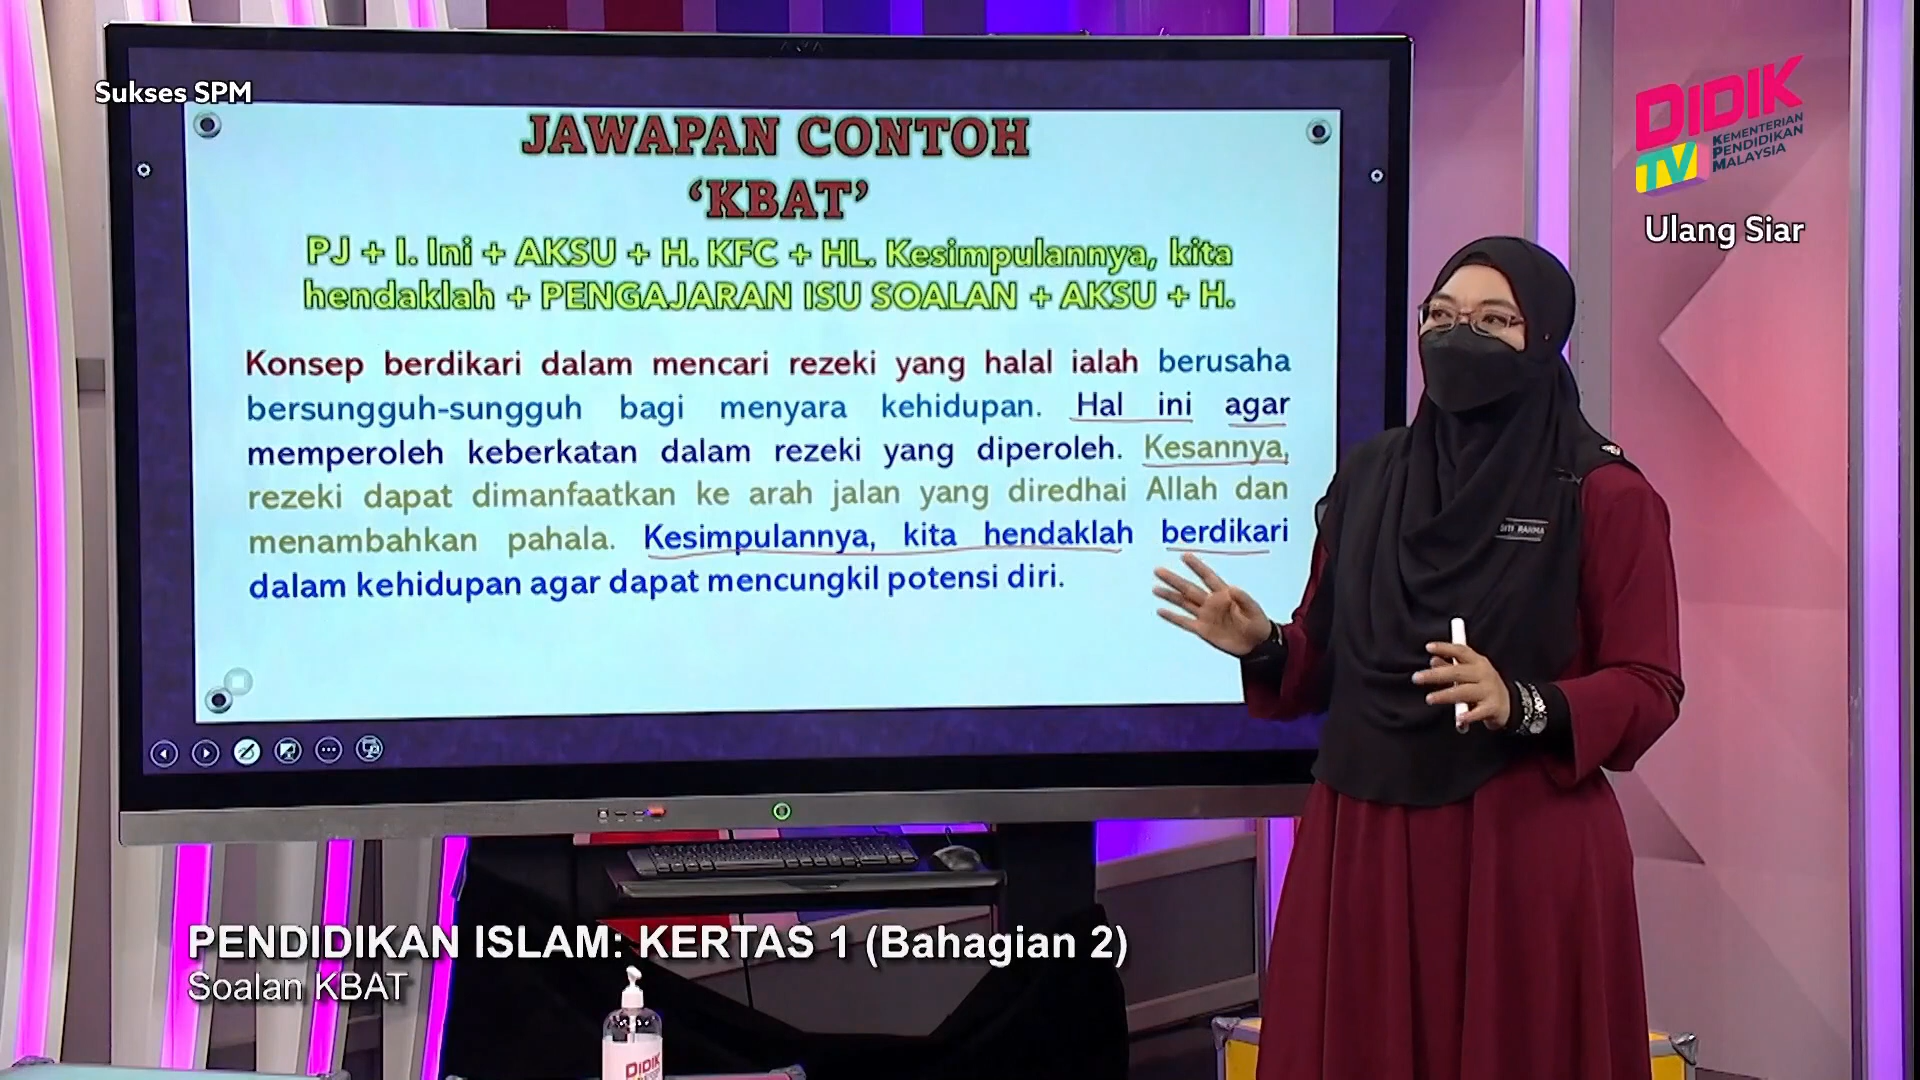 Sukses SPM
DIDIK
TV
KEMENTERIAN
PENDIDIKAN
MALAYSIA
Ulang Siar
JAWAPAN CONTOH
‘KBAT’
PJ + I. Ini + AKSU + H. KFC + HL. Kesimpulannya, kita
hendaklah + PENGAJARAN ISU SOALAN + AKSU + H.
Konsep berdikari dalam mencari rezeki yang halal ialah berusaha
bersungguh-sungguh bagi menyara kehidupan. Hal ini agar
memperoleh keberkatan dalam rezeki yang diperoleh. Kesannya,
rezeki dapat dimanfaatkan ke arah jalan yang diredhai Allah dan
menambahkan pahala. Kesimpulannya, kita hendaklah berdikari
dalam kehidupan agar dapat mencungkil potensi diri.
SITI RAHMA
PENDIDIKAN ISLAM: KERTAS 1 (Bahagian 2)
Soalan KBAT
DIDIK